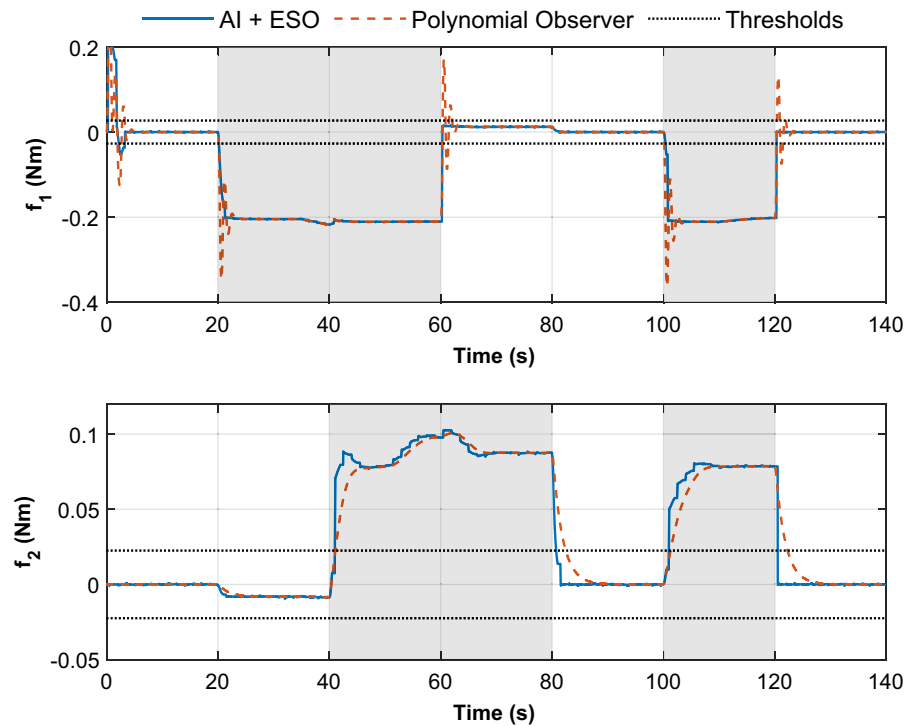 AI + ESO Polynomial Observer Thresholds
0.2
0
-0.2
-0.4
f1 (Nm)
0 20 40 60 80 100 120 140
Time (s)
0.1
0.05
0
-0.05
f2 (Nm)
0 20 40 60 80 100 120 140
Time (s)